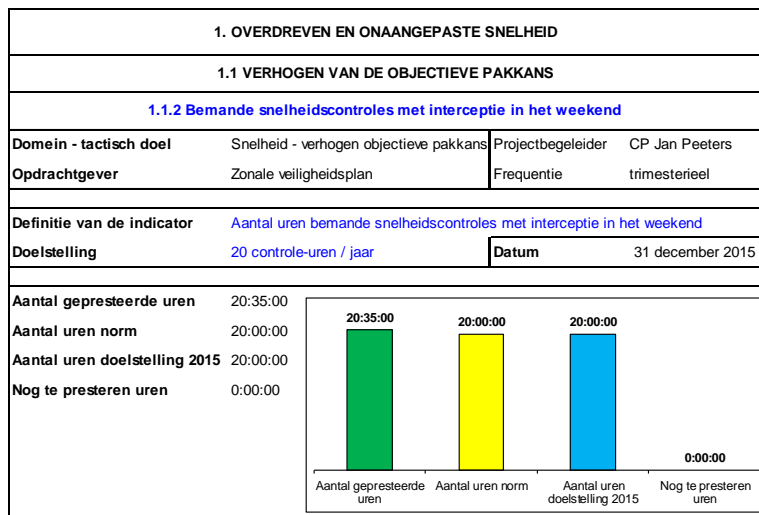 1. OVERDREVEN EN ONAANGEPASTE SNELHEID
1.1 VERHOGEN VAN DE OBJECTIEVE PAKKANS
1.1.2 Bemande snelheidscontroles met interceptie in het weekend
Domein - tactisch doel Snelheid - verhogen objectieve pakkans Projectbegeleider CP Jan Peeters
Opdrachtgever Zonale veiligheidsplan Frequentie trimesterieel
Definitie van de indicator Aantal uren bemande snelheidscontroles met interceptie in het weekend
Doelstelling 20 controle-uren / jaar Datum 31 december 2015
Aantal gepresteerde uren 20:35:00
Aantal uren norm 20:00:00
Aantal uren doelstelling 2015 20:00:00
Nog te presteren uren 0:00:00
20:35:00 20:00:00 20:00:00 0:00:00
Aantal gepresteerde uren
Aantal uren norm
Aantal uren doelstelling 2015
Nog te presteren uren